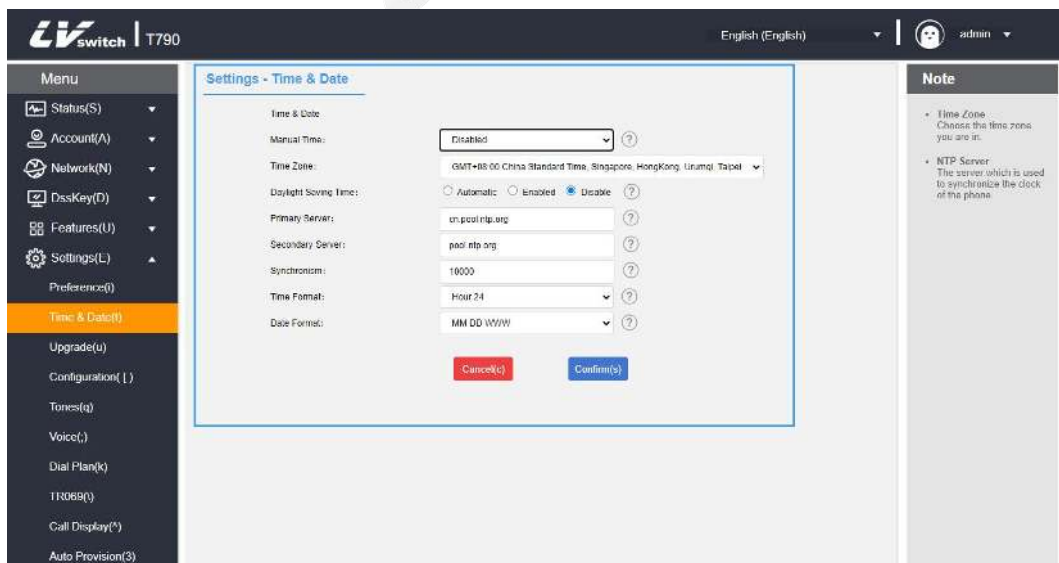 LVswitch T790
English (English)
admin
Menu
Status(S)
Account(A)
Network(N)
DssKey(D)
Features(U)
Settings(L)
Preference(i)
Time & Date(t)
Upgrade(u)
Configuration( [ )
Tones(q)
Voice(;)
Dial Plan(k)
TR069(\)
Call Display(^)
Auto Provision(3)
Settings - Time & Date
Time & Date
Manual Time: Disabled ?
Time Zone: GMT+08:00 China Standard Time, Singapore, HongKong, Urumqi, Taipei
Daylight Saving Time: Automatic Enabled Disable ?
Primary Server: cn.pool.ntp.org ?
Secondary Server: pool.ntp.org ?
Synchronism: 10000 ?
Time Format: Hour 24 ?
Date Format: MM DD WWW ?
Cancel(c) Confirm(s)
Note
• Time Zone
Choose the time zone
you are in.
• NTP Server
The server which is used
to synchronize the clock
of the phone